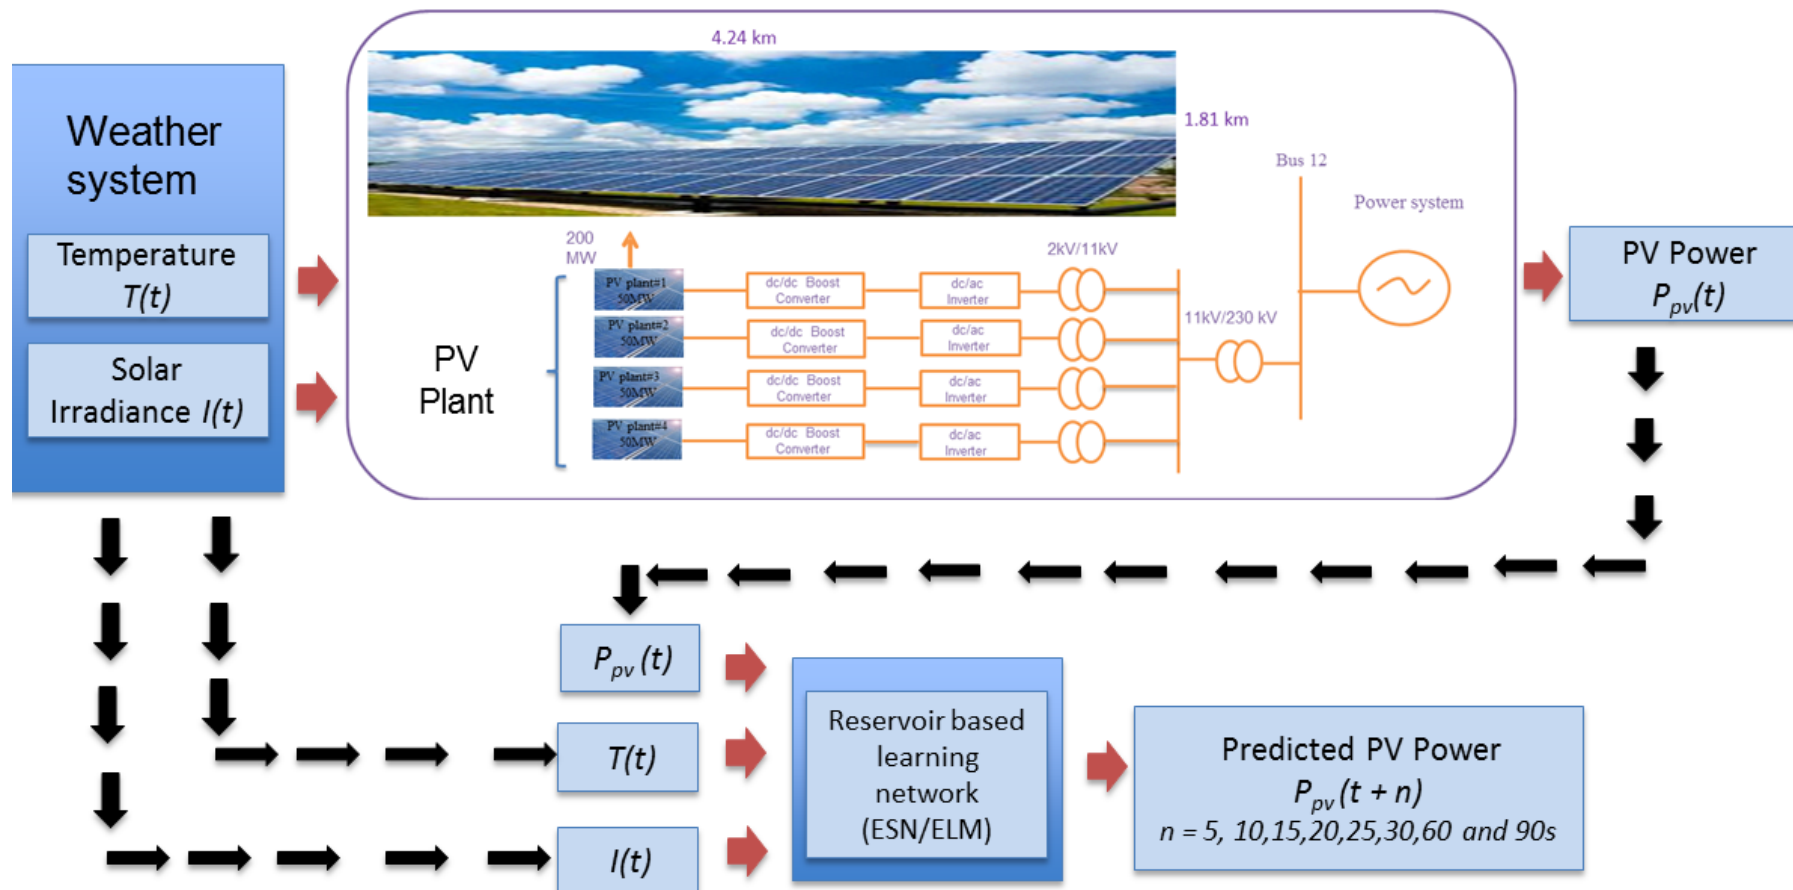 4.24 km
1.81 km
Weather
system
Temperature
T(t)
Solar
Irradiance I(t)
PV
Plant
200
MW
PV plant#1
50MW
dc/dc Boost
Converter
dc/ac
Inverter
2kV/11kV
PV plant#2
50MW
dc/dc Boost
Converter
dc/ac
Inverter
PV plant#3
50MW
dc/dc Boost
Converter
dc/ac
Inverter
PV plant#4
50MW
dc/dc Boost
Converter
dc/ac
Inverter
11kV/230 kV
Bus 12
Power system
PV Power
Ppv(t)
Ppv (t)
T(t)
I(t)
Reservoir based
learning
network
(ESN/ELM)
Predicted PV Power
Ppv (t + n)
n = 5, 10,15,20,25,30,60 and 90s